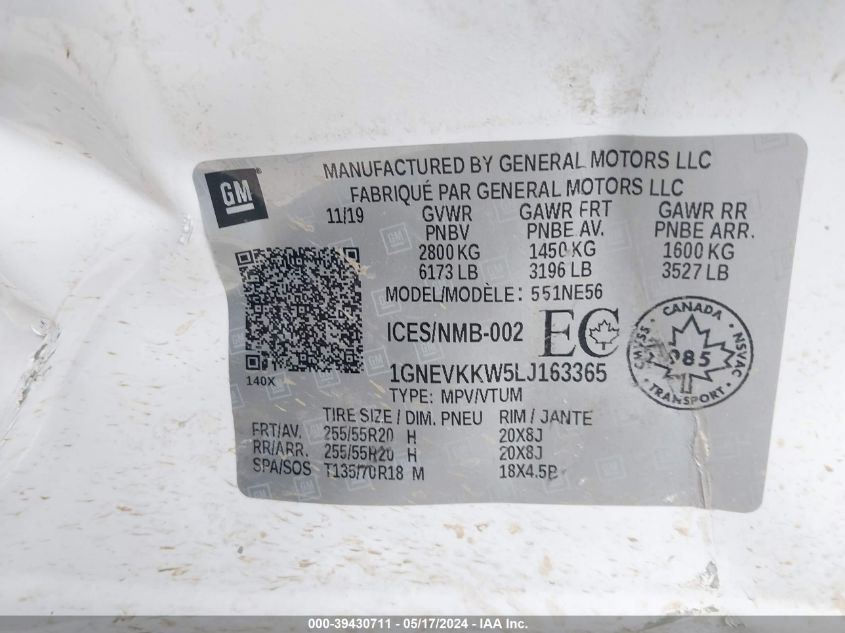 GM
MANUFACTURED BY GENERAL MOTORS LLC
FABRIQUÉ PAR GENERAL MOTORS LLC
11/19 GVWR GAWR FRT GAWR RR
PNBV PNBE AV. PNBE ARR.
2800 KG 1450 KG 1600 KG
6173 LB 3196 LB 3527 LB
MODEL/MODÈLE: 551NE56
ICES/NMB-002 EC
CANADA
CMVSS 985 NSVAC
TRANSPORT
140X
1GNEVKKW5LJ163365
TYPE: MPV/VTUM
TIRE SIZE / DIM. PNEU RIM / JANTE
FRT/AV. 255/55R20 H 20X8J
RR/ARR. 255/55R20 H 20X8J
SPA/SOS T135/70R18 M 18X4.5B
000-39430711 - 05/17/2024 - IAA Inc.